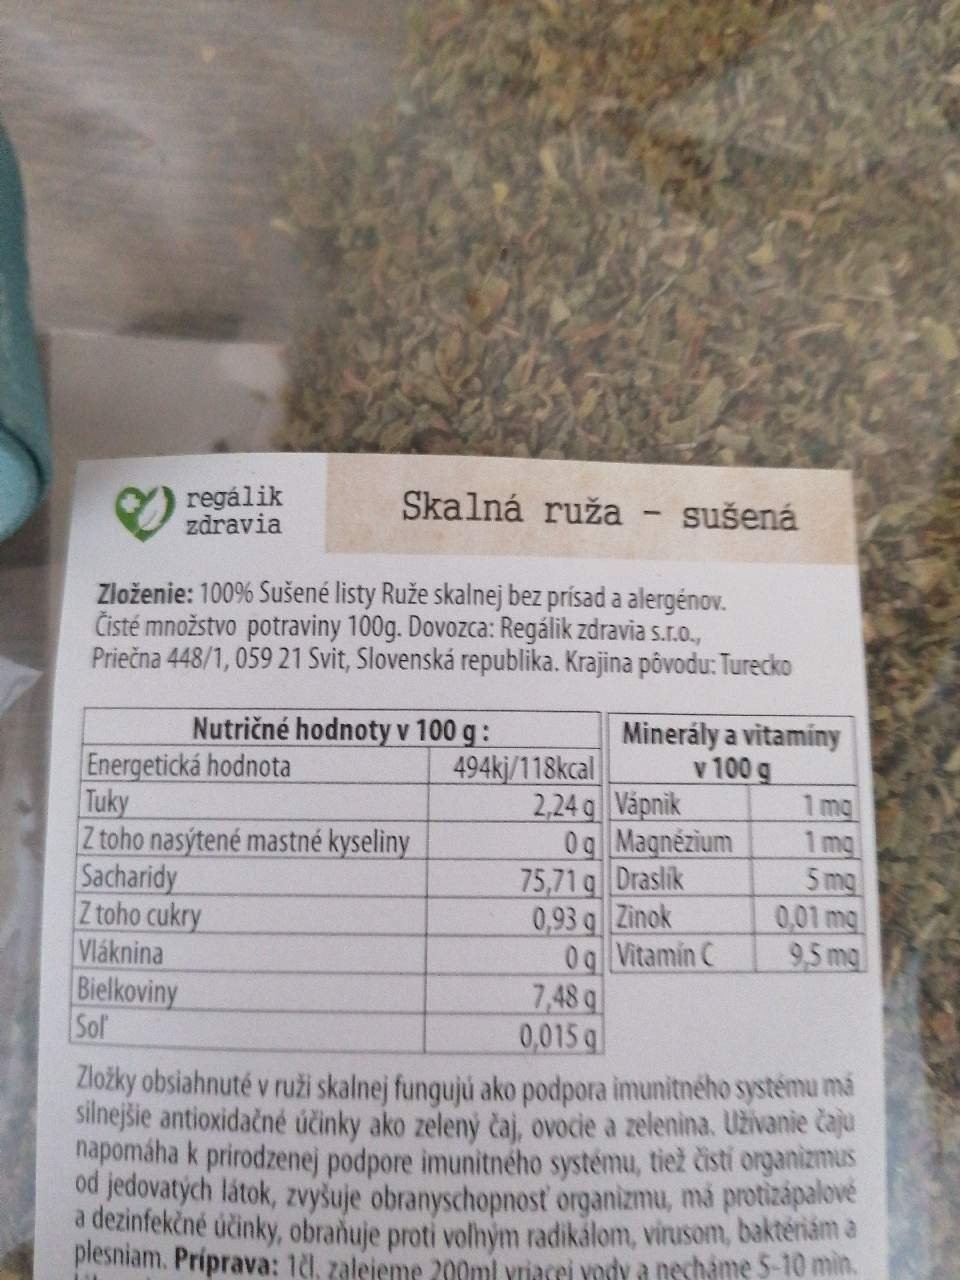 regálik
zdravia
Skalná ruža - sušená
Zloženie: 100% Sušené listy Ruže skalnej bez prísad a alergénov.
Čisté množstvo potraviny 100g. Dovozca: Regálik zdravia s.r.o.,
Priečna 448/1, 059 21 Svit, Slovenská republika. Krajina pôvodu: Turecko
Nutričné hodnoty v 100 g :
Energetická hodnota 494kj/118kcal
Tuky 2,24 g
Z toho nasýtené mastné kyseliny 0 g
Sacharidy 75,71 g
Z toho cukry 0,93 g
Vláknina 0 g
Bielkoviny 7,48 g
Soľ 0,015 g
Minerály a vitamíny
v 100 g
Vápnik 1 mg
Magnézium 1 mg
Draslík 5 mg
Zinok 0,01 mg
Vitamín C 9,5 mg
Zložky obsiahnuté v ruži skalnej fungujú ako podpora imunitného systému má
silnejšie antioxidačné účinky ako zelený čaj, ovocie a zelenina. Užívanie čaju
napomáha k prirodzenej podpore imunitného systému, tiež čistí organizmus
od jedovatých látok, zvyšuje obranyschopnosť organizmu, má protizápalové
a dezinfekčné účinky, obraňuje proti voľným radikálom, vírusom, baktériám a
plesniam. Príprava: 1čl. zalejeme 200ml vriacej vody a necháme 5-10 min.